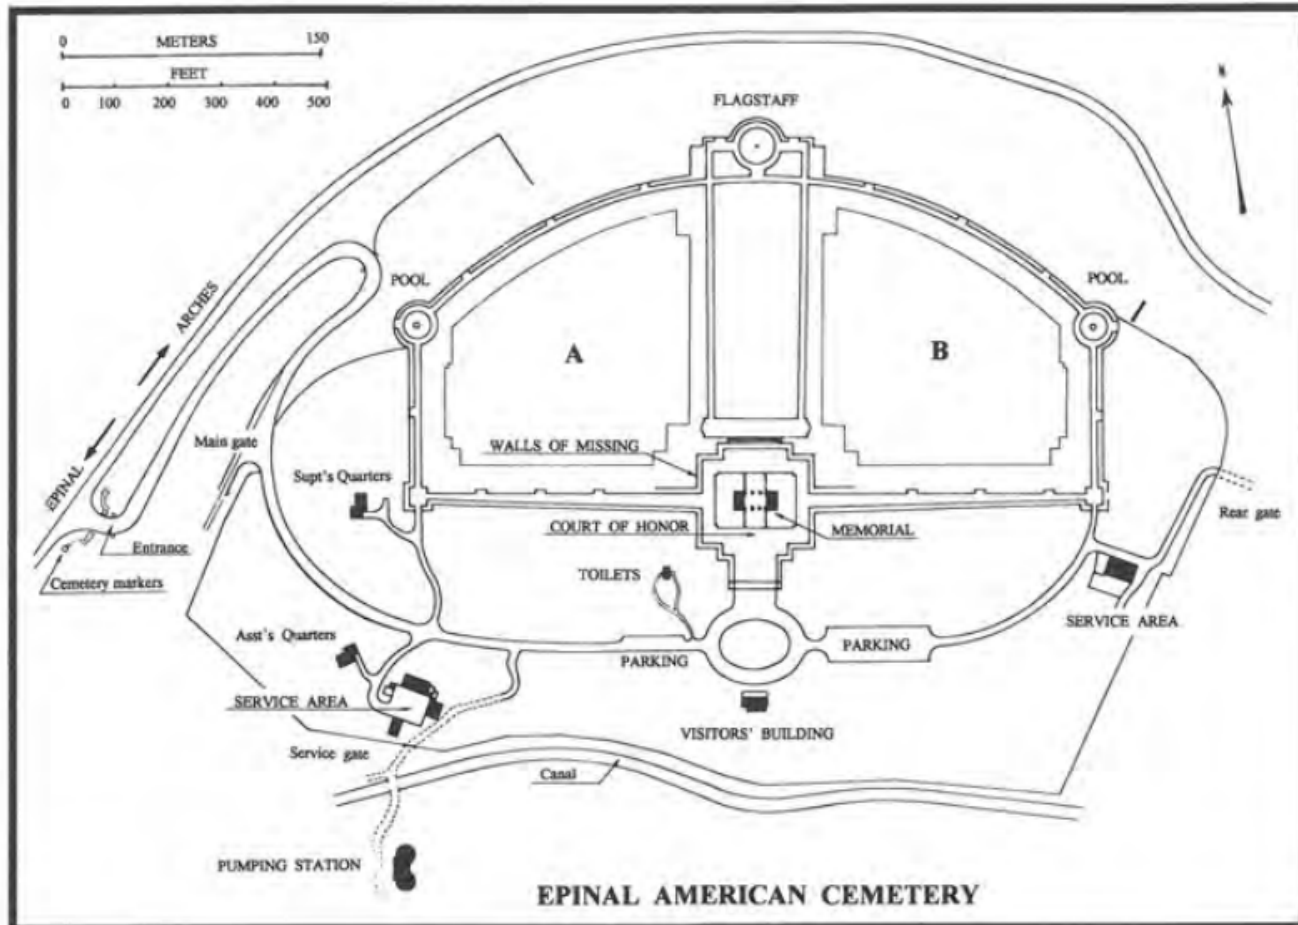 0 METERS 150
FEET
0 100 200 300 400 500
N
FLAGSTAFF
POOL
POOL
ARCHES
A
B
Main gate
WALLS OF MISSING
EPINAL
Supt's Quarters
Rear gate
COURT OF HONOR
MEMORIAL
Entrance
Cemetery markers
TOILETS
SERVICE AREA
Asst's Quarters
PARKING
PARKING
SERVICE AREA
VISITORS' BUILDING
Service gate
Canal
PUMPING STATION
EPINAL AMERICAN CEMETERY